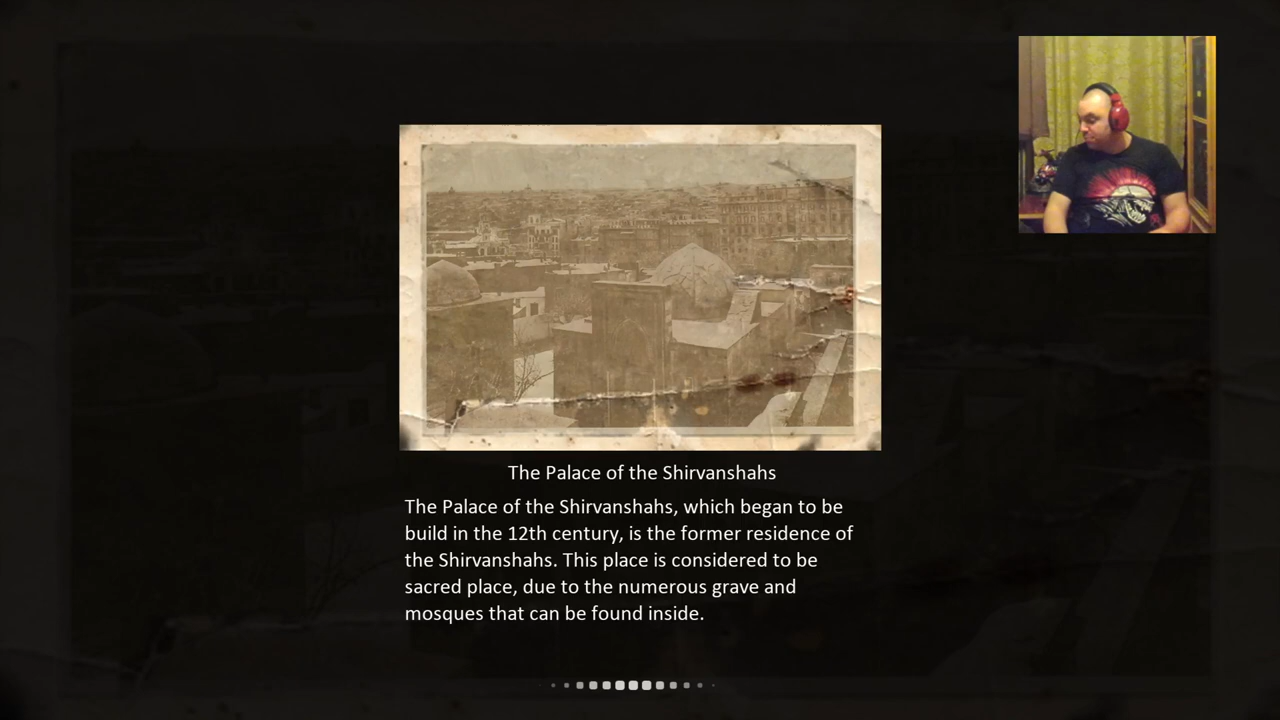 The Palace of the Shirvanshahs
The Palace of the Shirvanshahs, which began to be
build in the 12th century, is the former residence of
the Shirvanshahs. This place is considered to be
sacred place, due to the numerous grave and
mosques that can be found inside.